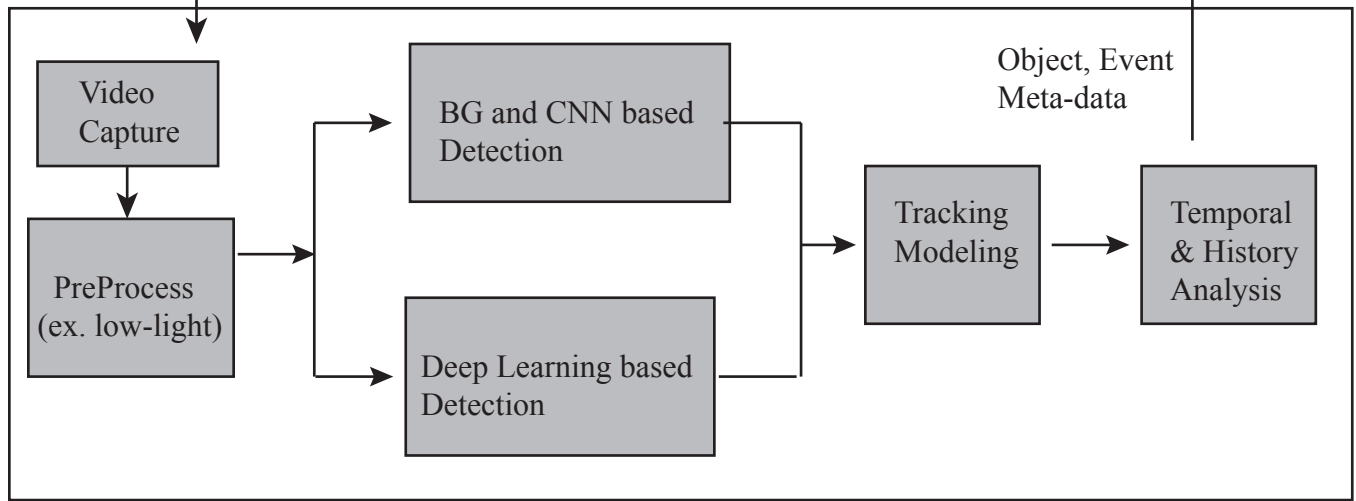 Video
Capture
PreProcess
(ex. low-light)
BG and CNN based
Detection
Deep Learning based
Detection
Tracking
Modeling
Object, Event
Meta-data
Temporal
& History
Analysis